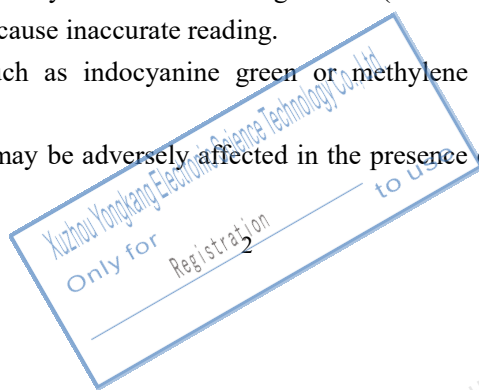 cause inaccurate reading.
such as indocyanine green or methylene
may be adversely affected in the presence
Xuzhou Yongkang Electronic Science Technology Co., Ltd
Only for Registration to use
2